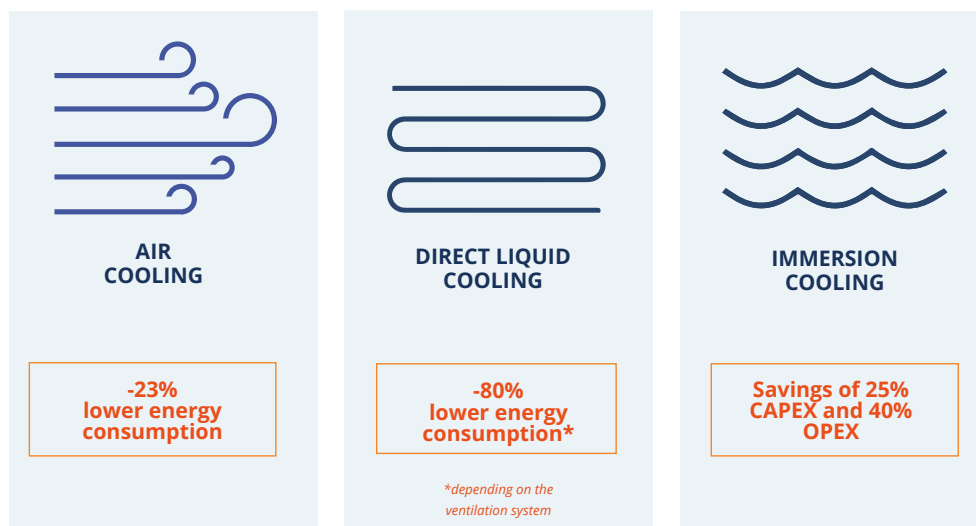 AIR
COOLING
-23%
lower energy
consumption
DIRECT LIQUID
COOLING
-80%
lower energy
consumption*
*depending on the
ventilation system
IMMERSION
COOLING
Savings of 25%
CAPEX and 40%
OPEX